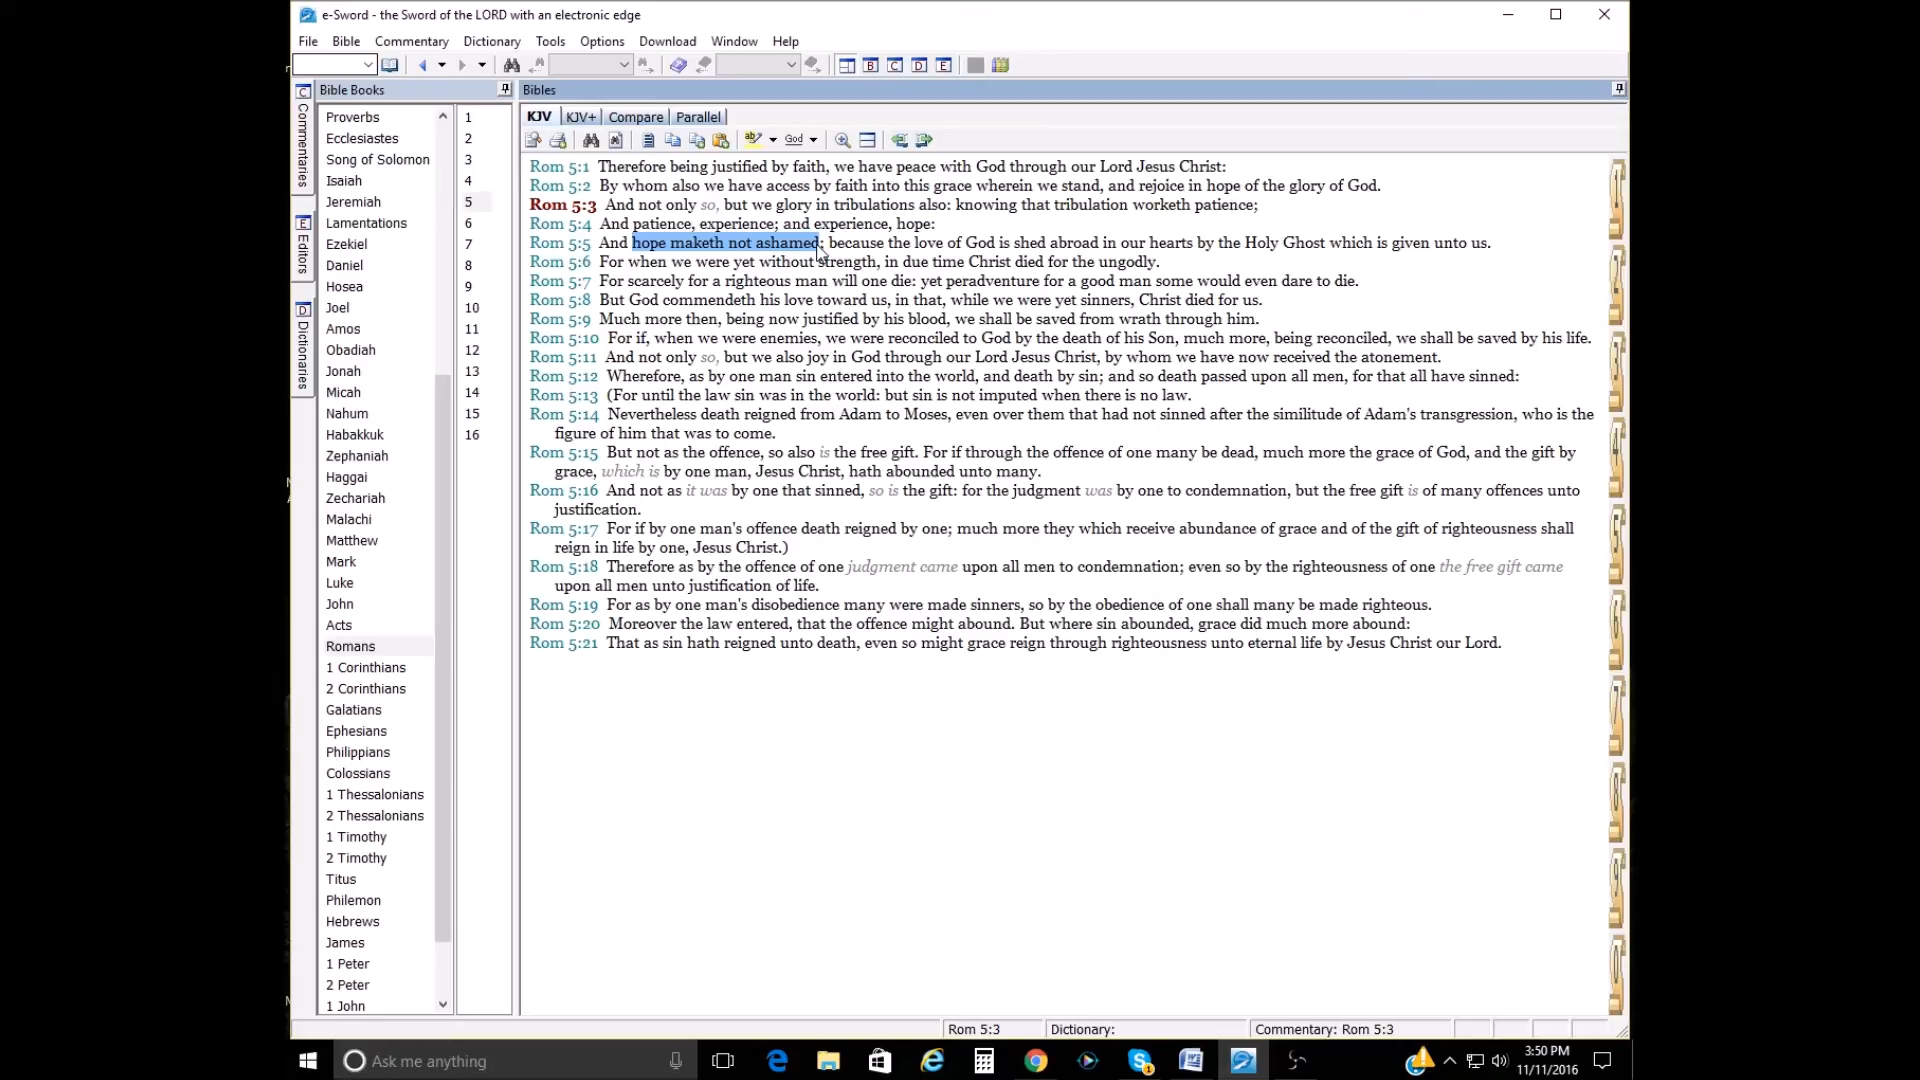 e-Sword - the Sword of the LORD with an electronic edge
File Bible Commentary Dictionary Tools Options Download Window Help
B C D E
Bible Books
Bibles
C Commentaries
E Editors
D Dictionaries
Proverbs
Ecclesiastes
Song of Solomon
Isaiah
Jeremiah
Lamentations
Ezekiel
Daniel
Hosea
Joel
Amos
Obadiah
Jonah
Micah
Nahum
Habakkuk
Zephaniah
Haggai
Zechariah
Malachi
Matthew
Mark
Luke
John
Acts
Romans
1 Corinthians
2 Corinthians
Galatians
Ephesians
Philippians
Colossians
1 Thessalonians
2 Thessalonians
1 Timothy
2 Timothy
Titus
Philemon
Hebrews
James
1 Peter
2 Peter
1 John
1
2
3
4
5
6
7
8
9
10
11
12
13
14
15
16
KJV KJV+ Compare Parallel
ab God
Rom 5:1 Therefore being justified by faith, we have peace with God through our Lord Jesus Christ:
Rom 5:2 By whom also we have access by faith into this grace wherein we stand, and rejoice in hope of the glory of God.
Rom 5:3 And not only so, but we glory in tribulations also: knowing that tribulation worketh patience;
Rom 5:4 And patience, experience; and experience, hope:
Rom 5:5 And hope maketh not ashamed; because the love of God is shed abroad in our hearts by the Holy Ghost which is given unto us.
Rom 5:6 For when we were yet without strength, in due time Christ died for the ungodly.
Rom 5:7 For scarcely for a righteous man will one die: yet peradventure for a good man some would even dare to die.
Rom 5:8 But God commendeth his love toward us, in that, while we were yet sinners, Christ died for us.
Rom 5:9 Much more then, being now justified by his blood, we shall be saved from wrath through him.
Rom 5:10 For if, when we were enemies, we were reconciled to God by the death of his Son, much more, being reconciled, we shall be saved by his life.
Rom 5:11 And not only so, but we also joy in God through our Lord Jesus Christ, by whom we have now received the atonement.
Rom 5:12 Wherefore, as by one man sin entered into the world, and death by sin; and so death passed upon all men, for that all have sinned:
Rom 5:13 (For until the law sin was in the world: but sin is not imputed when there is no law.
Rom 5:14 Nevertheless death reigned from Adam to Moses, even over them that had not sinned after the similitude of Adam's transgression, who is the
figure of him that was to come.
Rom 5:15 But not as the offence, so also is the free gift. For if through the offence of one many be dead, much more the grace of God, and the gift by
grace, which is by one man, Jesus Christ, hath abounded unto many.
Rom 5:16 And not as it was by one that sinned, so is the gift: for the judgment was by one to condemnation, but the free gift is of many offences unto
justification.
Rom 5:17 For if by one man's offence death reigned by one; much more they which receive abundance of grace and of the gift of righteousness shall
reign in life by one, Jesus Christ.)
Rom 5:18 Therefore as by the offence of one judgment came upon all men to condemnation; even so by the righteousness of one the free gift came
upon all men unto justification of life.
Rom 5:19 For as by one man's disobedience many were made sinners, so by the obedience of one shall many be made righteous.
Rom 5:20 Moreover the law entered, that the offence might abound. But where sin abounded, grace did much more abound:
Rom 5:21 That as sin hath reigned unto death, even so might grace reign through righteousness unto eternal life by Jesus Christ our Lord.
Rom 5:3 Dictionary: Commentary: Rom 5:3
Ask me anything
3:50 PM
11/11/2016